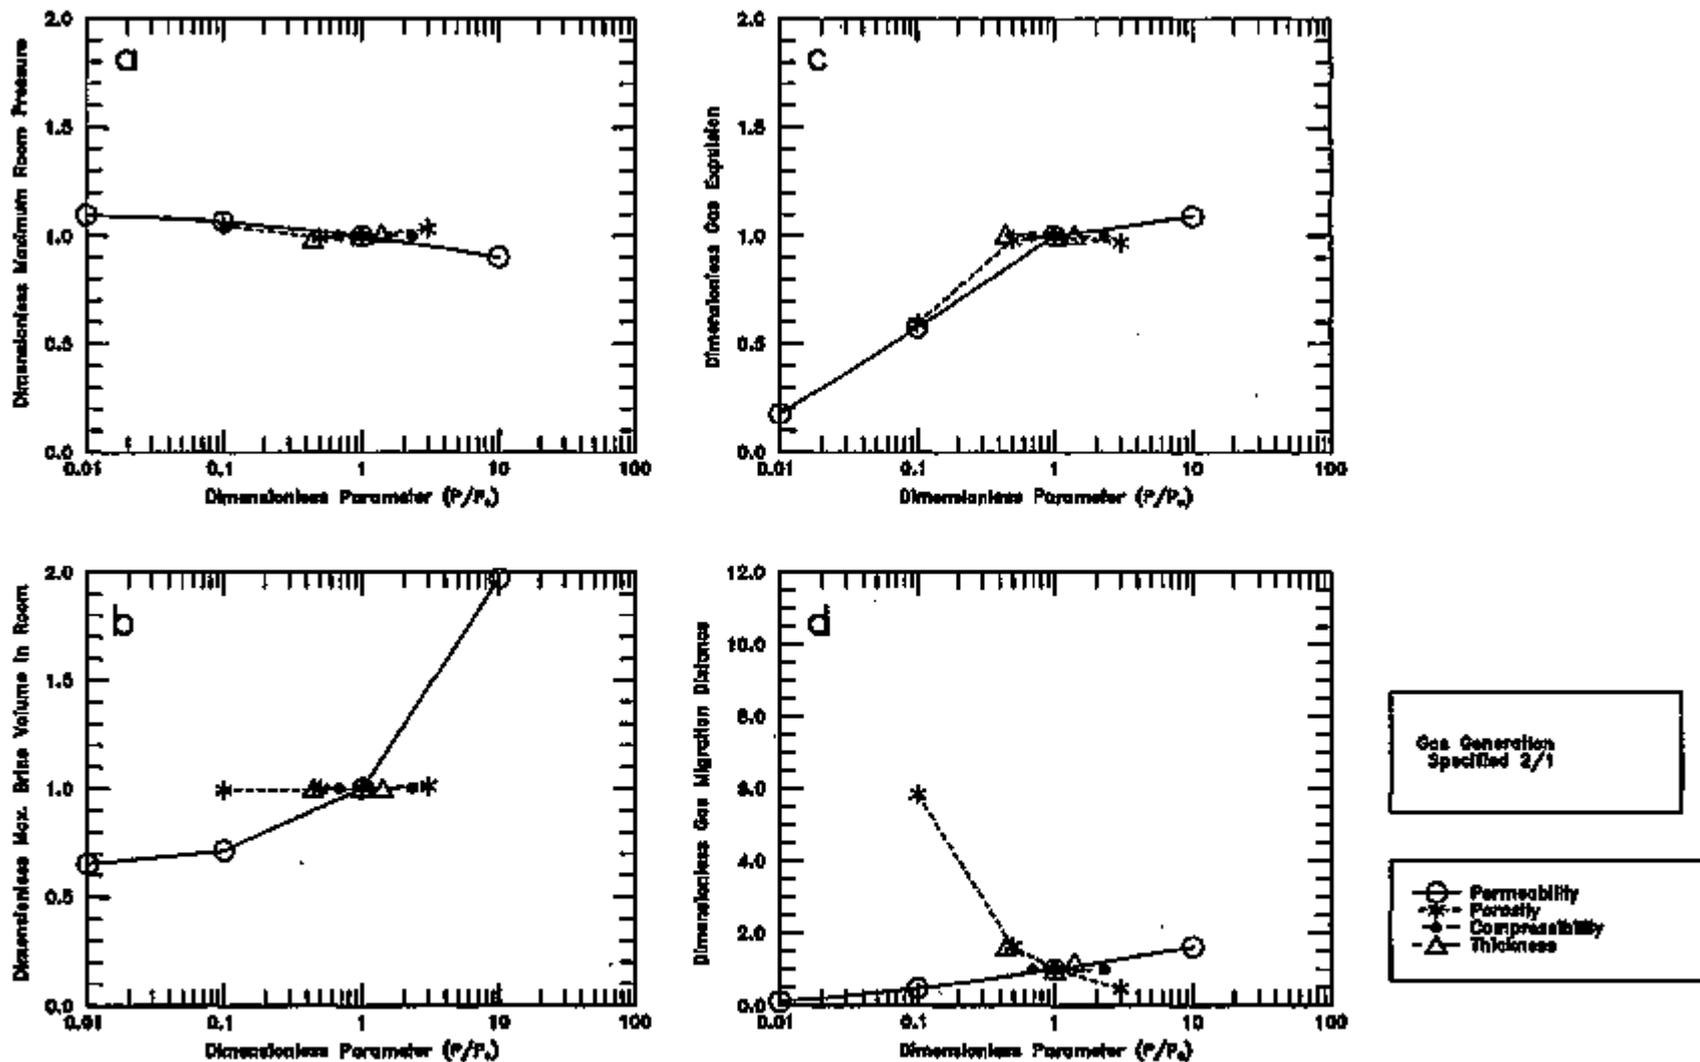 a
2.0
1.5
1.0
0.5
0.0
0.01 0.1 1 10 100
Dimensionless Maximum Room Pressure
Dimensionless Parameter (P/Pₒ)
c
2.0
1.5
1.0
0.5
0.0
0.01 0.1 1 10 100
Dimensionless Gas Expulsion
Dimensionless Parameter (P/Pₒ)
b
2.0
1.5
1.0
0.5
0.0
0.01 0.1 1 10 100
Dimensionless Max. Brine Volume In Room
Dimensionless Parameter (P/Pₒ)
d
12.0
10.0
8.0
6.0
4.0
2.0
0.0
0.01 0.1 1 10 100
Dimensionless Gas Migration Distance
Dimensionless Parameter (P/Pₒ)
Gas Generation
Specified 2/1
Permeability
Porosity
Compressibility
Thickness